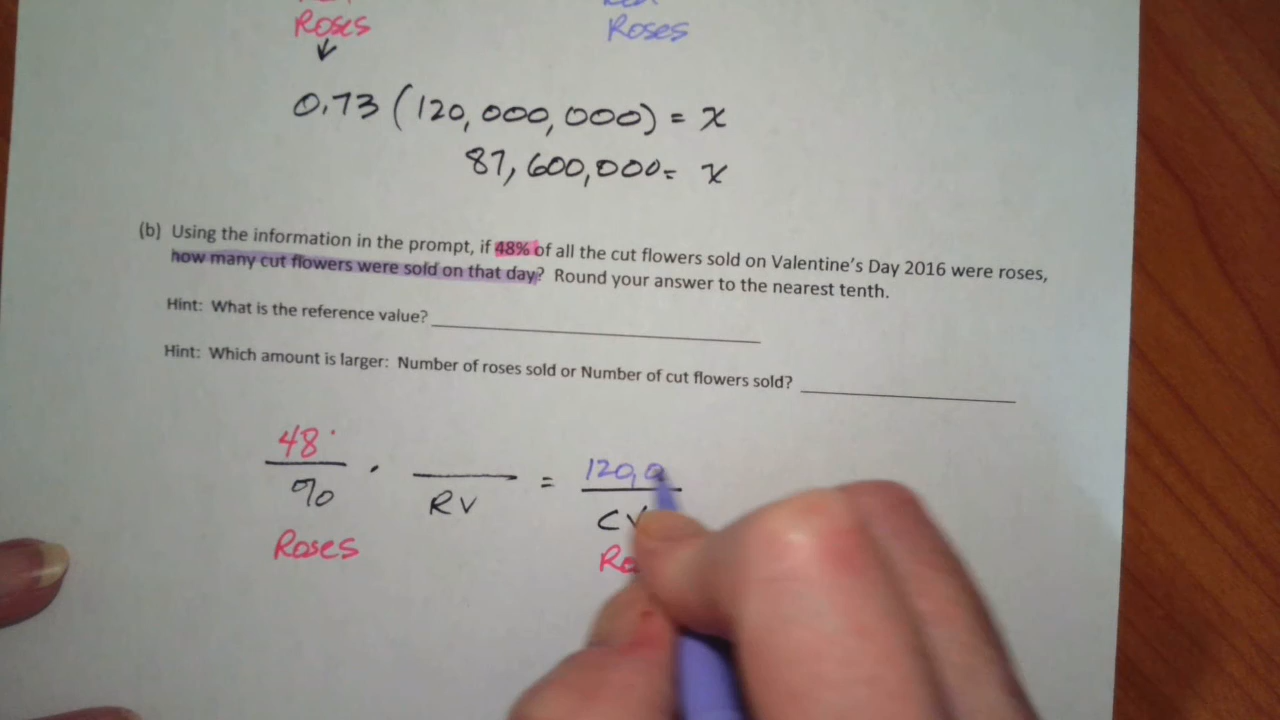 Roses Roses
↓
0.73 (120,000,000) = x
87,600,000 = x
(b) Using the information in the prompt, if 48% of all the cut flowers sold on Valentine's Day 2016 were roses,
how many cut flowers were sold on that day? Round your answer to the nearest tenth.
Hint: What is the reference value?
Hint: Which amount is larger: Number of roses sold or Number of cut flowers sold?
48 · = 120,0
% RV CV
Roses Ro